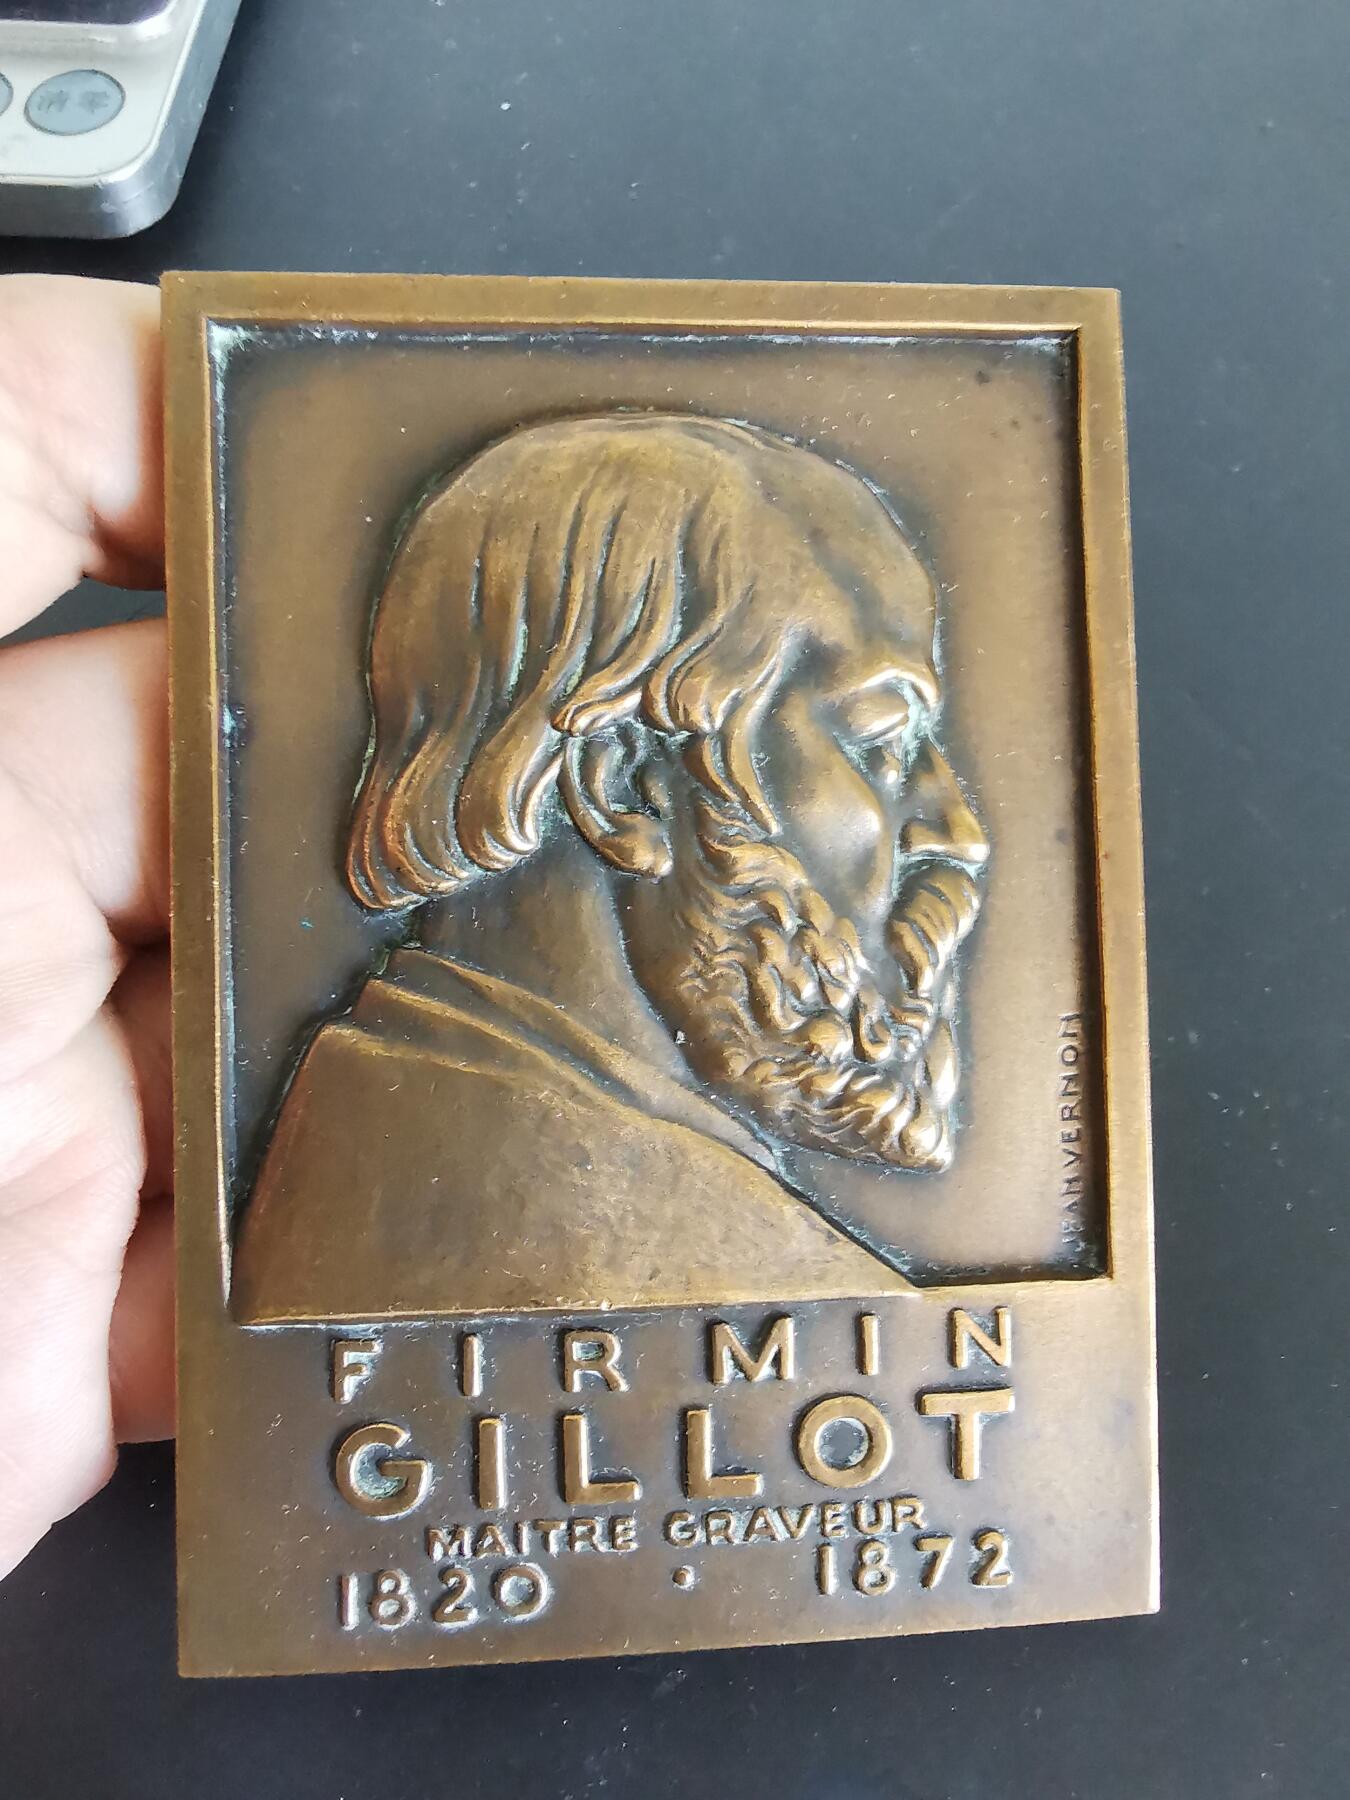 JEAN VERNON
FIRMIN
GILLOT
MAITRE GRAVEUR
1820 • 1872